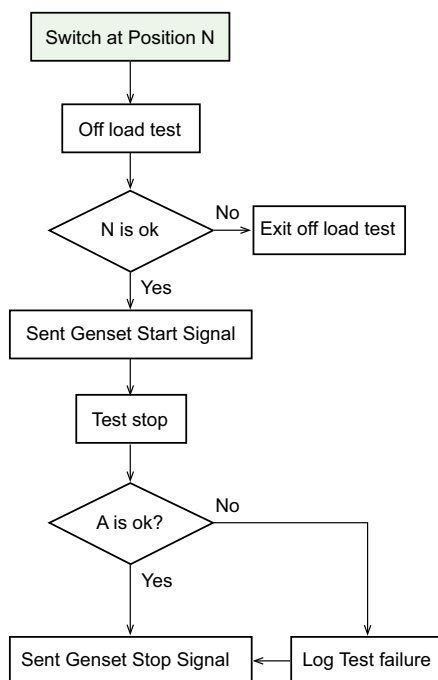 Switch at Position N
Off load test
N is ok
No
Exit off load test
Yes
Sent Genset Start Signal
Test stop
A is ok?
No
Yes
Sent Genset Stop Signal
Log Test failure